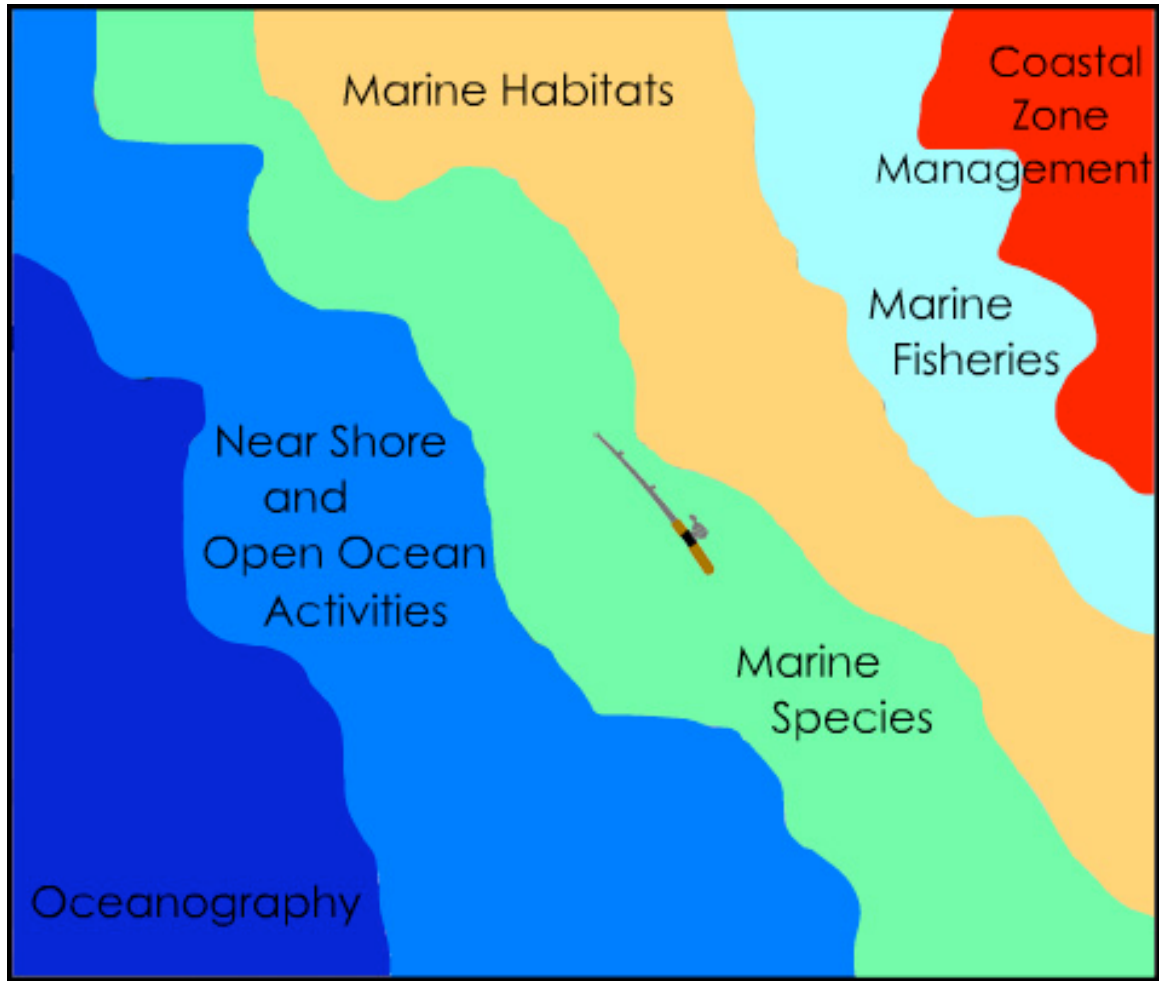 Marine Habitats
Coastal
Zone
Management
Marine
Fisheries
Near Shore
and
Open Ocean
Activities
Marine
Species
Oceanography